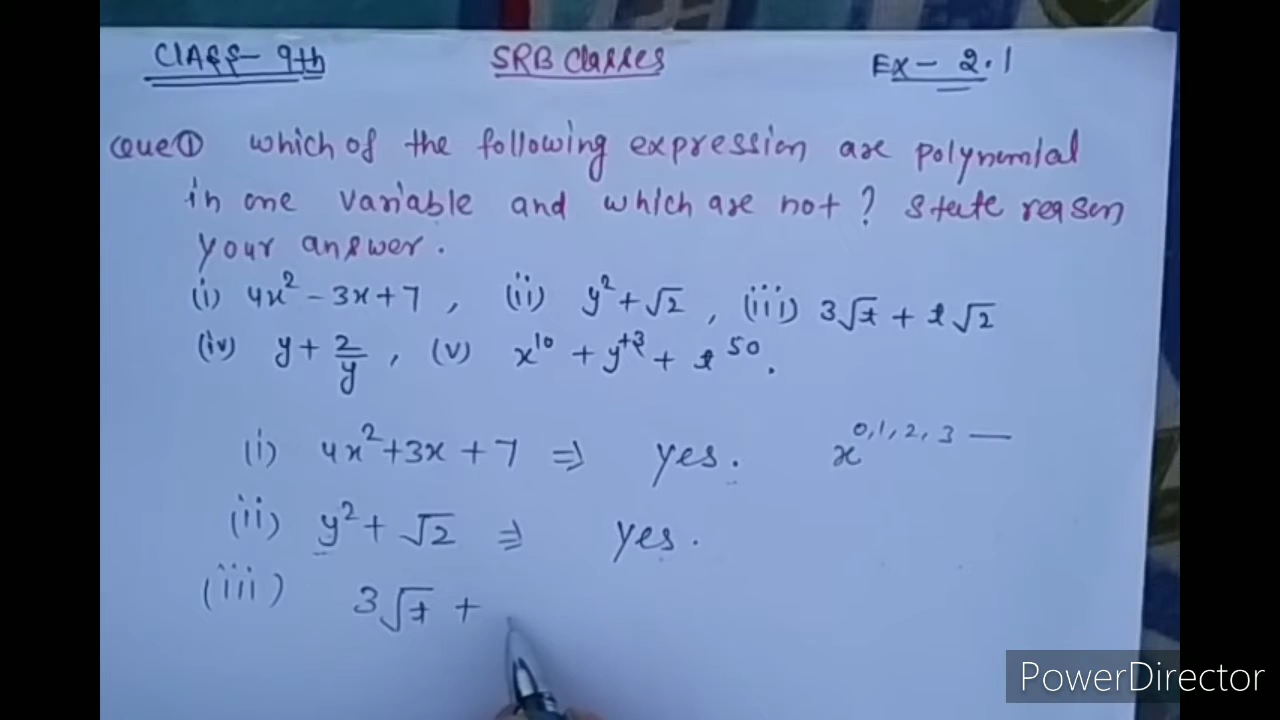 Class- 9th SRB Classes Ex- 2.1
Que① which of the following expression are polynomial
in one variable and which are not ? state reason
your answer.
(i) 4x² - 3x + 7 , (ii) y² + √2 , (iii) 3√t + t√2
(iv) y + 2/y , (v) x¹⁰ + y⁺³ + t⁵⁰.
(i) 4x² + 3x + 7 ⇒ yes. x^0,1,2,3 —
(ii) y² + √2 ⇒ yes.
(iii) 3√t +
PowerDirector